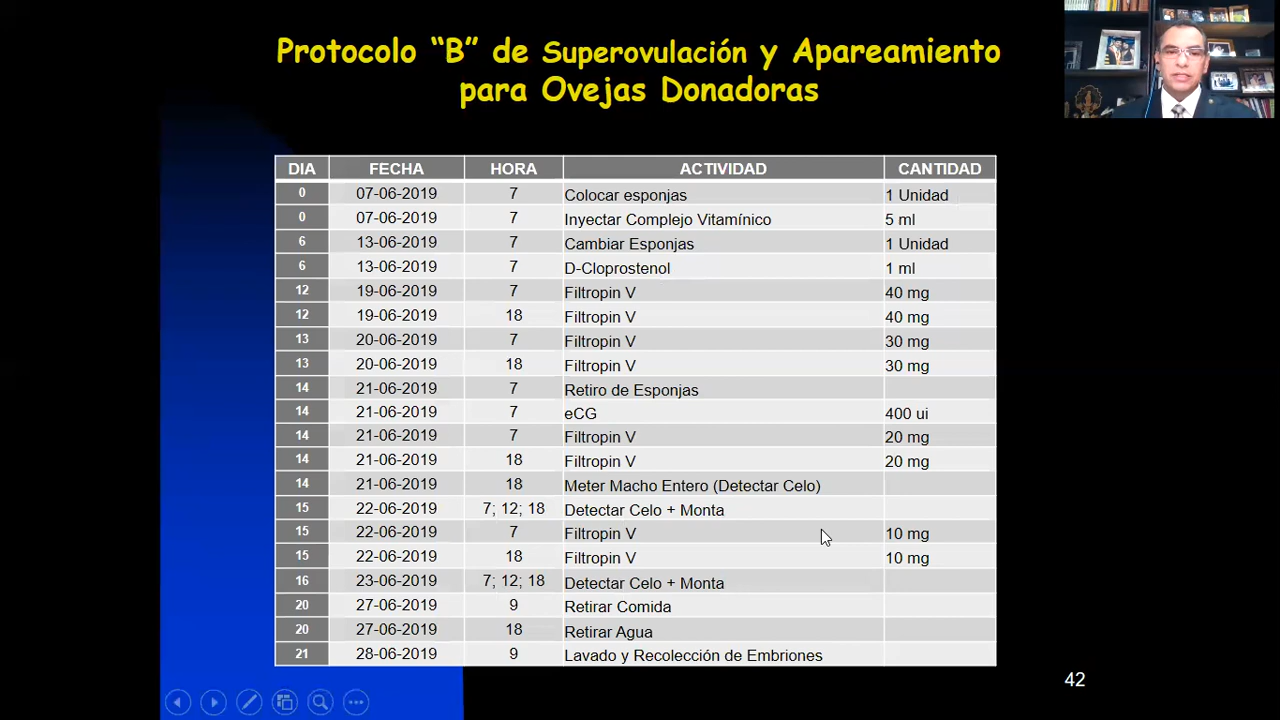 Protocolo “B” de Superovulación y Apareamiento
para Ovejas Donadoras
DIA FECHA HORA ACTIVIDAD CANTIDAD
0 07-06-2019 7 Colocar esponjas 1 Unidad
0 07-06-2019 7 Inyectar Complejo Vitamínico 5 ml
6 13-06-2019 7 Cambiar Esponjas 1 Unidad
6 13-06-2019 7 D-Cloprostenol 1 ml
12 19-06-2019 7 Filtropin V 40 mg
12 19-06-2019 18 Filtropin V 40 mg
13 20-06-2019 7 Filtropin V 30 mg
13 20-06-2019 18 Filtropin V 30 mg
14 21-06-2019 7 Retiro de Esponjas
14 21-06-2019 7 eCG 400 ui
14 21-06-2019 7 Filtropin V 20 mg
14 21-06-2019 18 Filtropin V 20 mg
14 21-06-2019 18 Meter Macho Entero (Detectar Celo)
15 22-06-2019 7; 12; 18 Detectar Celo + Monta
15 22-06-2019 7 Filtropin V 10 mg
15 22-06-2019 18 Filtropin V 10 mg
16 23-06-2019 7; 12; 18 Detectar Celo + Monta
20 27-06-2019 9 Retirar Comida
20 27-06-2019 18 Retirar Agua
21 28-06-2019 9 Lavado y Recolección de Embriones
42